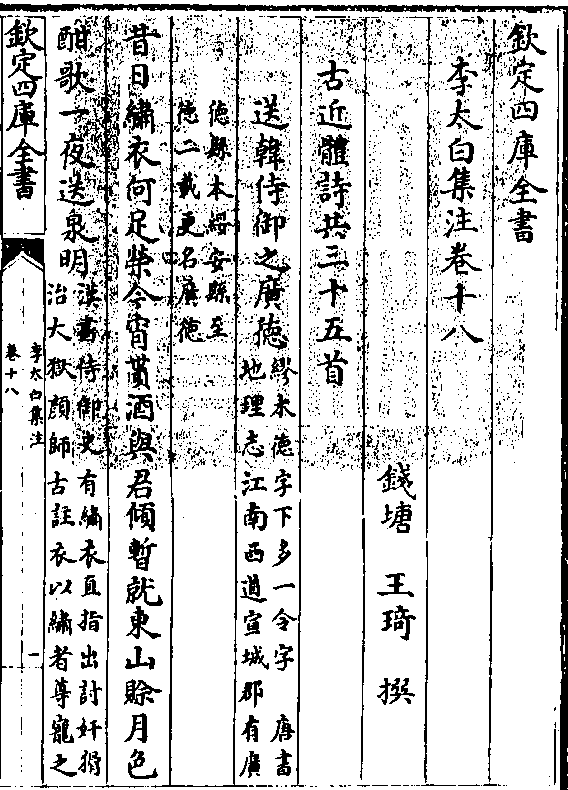 欽定四庫全書
李太白集注卷十八
錢塘 王琦 撰
古近體詩共三十五首
送韓侍御之廣徳繆本徳字下多一令字 唐書
地理志江南西道宣城郡有廣
徳縣本綏安縣至
徳二載更名廣徳
昔日繡衣何足榮今宵貰酒與君傾暫就東山賒月色
酣歌一夜送泉明漢書侍御史有繡衣直指出討奸猾
治大獄顔師古註衣以繡者尊寵之
欽定四庫全書
李太白集注
卷十八
一